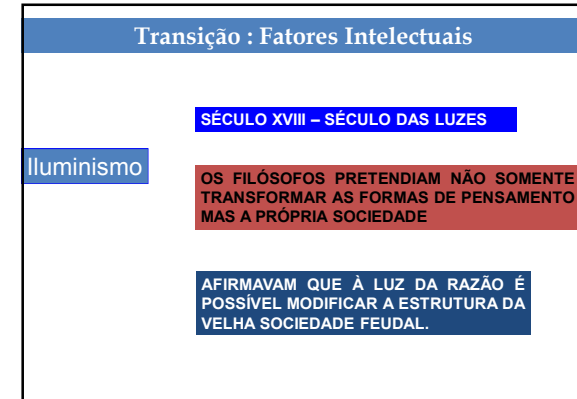 Transição : Fatores Intelectuais
SÉCULO XVIII – SÉCULO DAS LUZES
Iluminismo
OS FILÓSOFOS PRETENDIAM NÃO SOMENTE
TRANSFORMAR AS FORMAS DE PENSAMENTO
MAS A PRÓPRIA SOCIEDADE
AFIRMAVAM QUE À LUZ DA RAZÃO É
POSSÍVEL MODIFICAR A ESTRUTURA DA
VELHA SOCIEDADE FEUDAL.